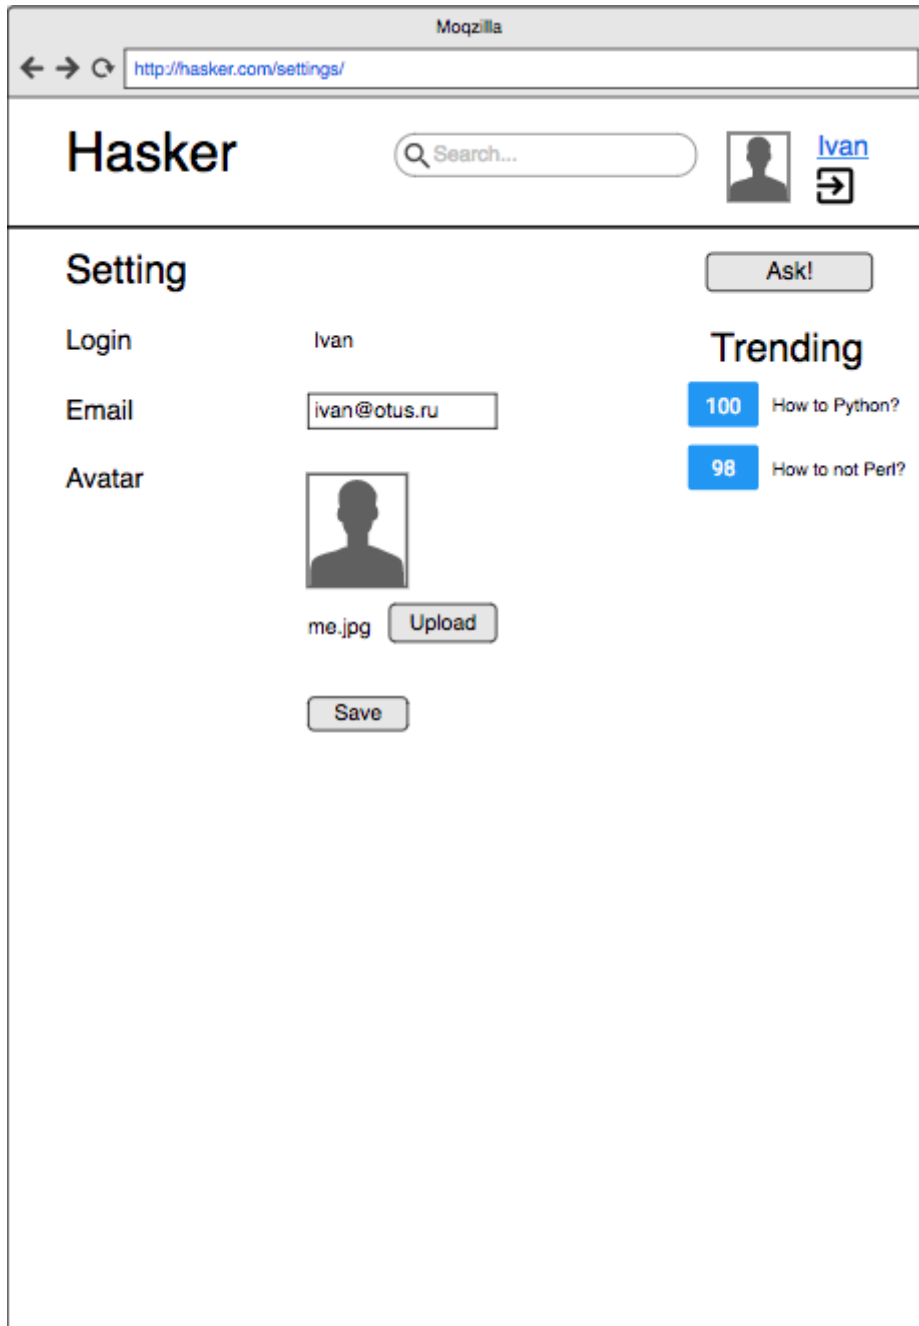 Moqzilla
http://hasker.com/settings/
Hasker
Search...
Ivan
Setting
Ask!
Login
Ivan
Email
ivan@otus.ru
Avatar
me.jpg
Upload
Save
Trending
100 How to Python?
98 How to not Perl?